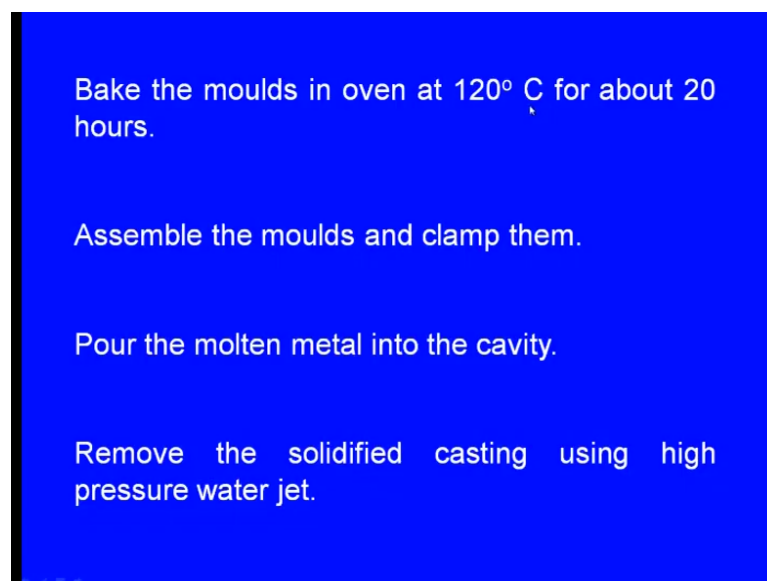 Bake the moulds in oven at 120º C for about 20
hours.
Assemble the moulds and clamp them.
Pour the molten metal into the cavity.
Remove the solidified casting using high
pressure water jet.